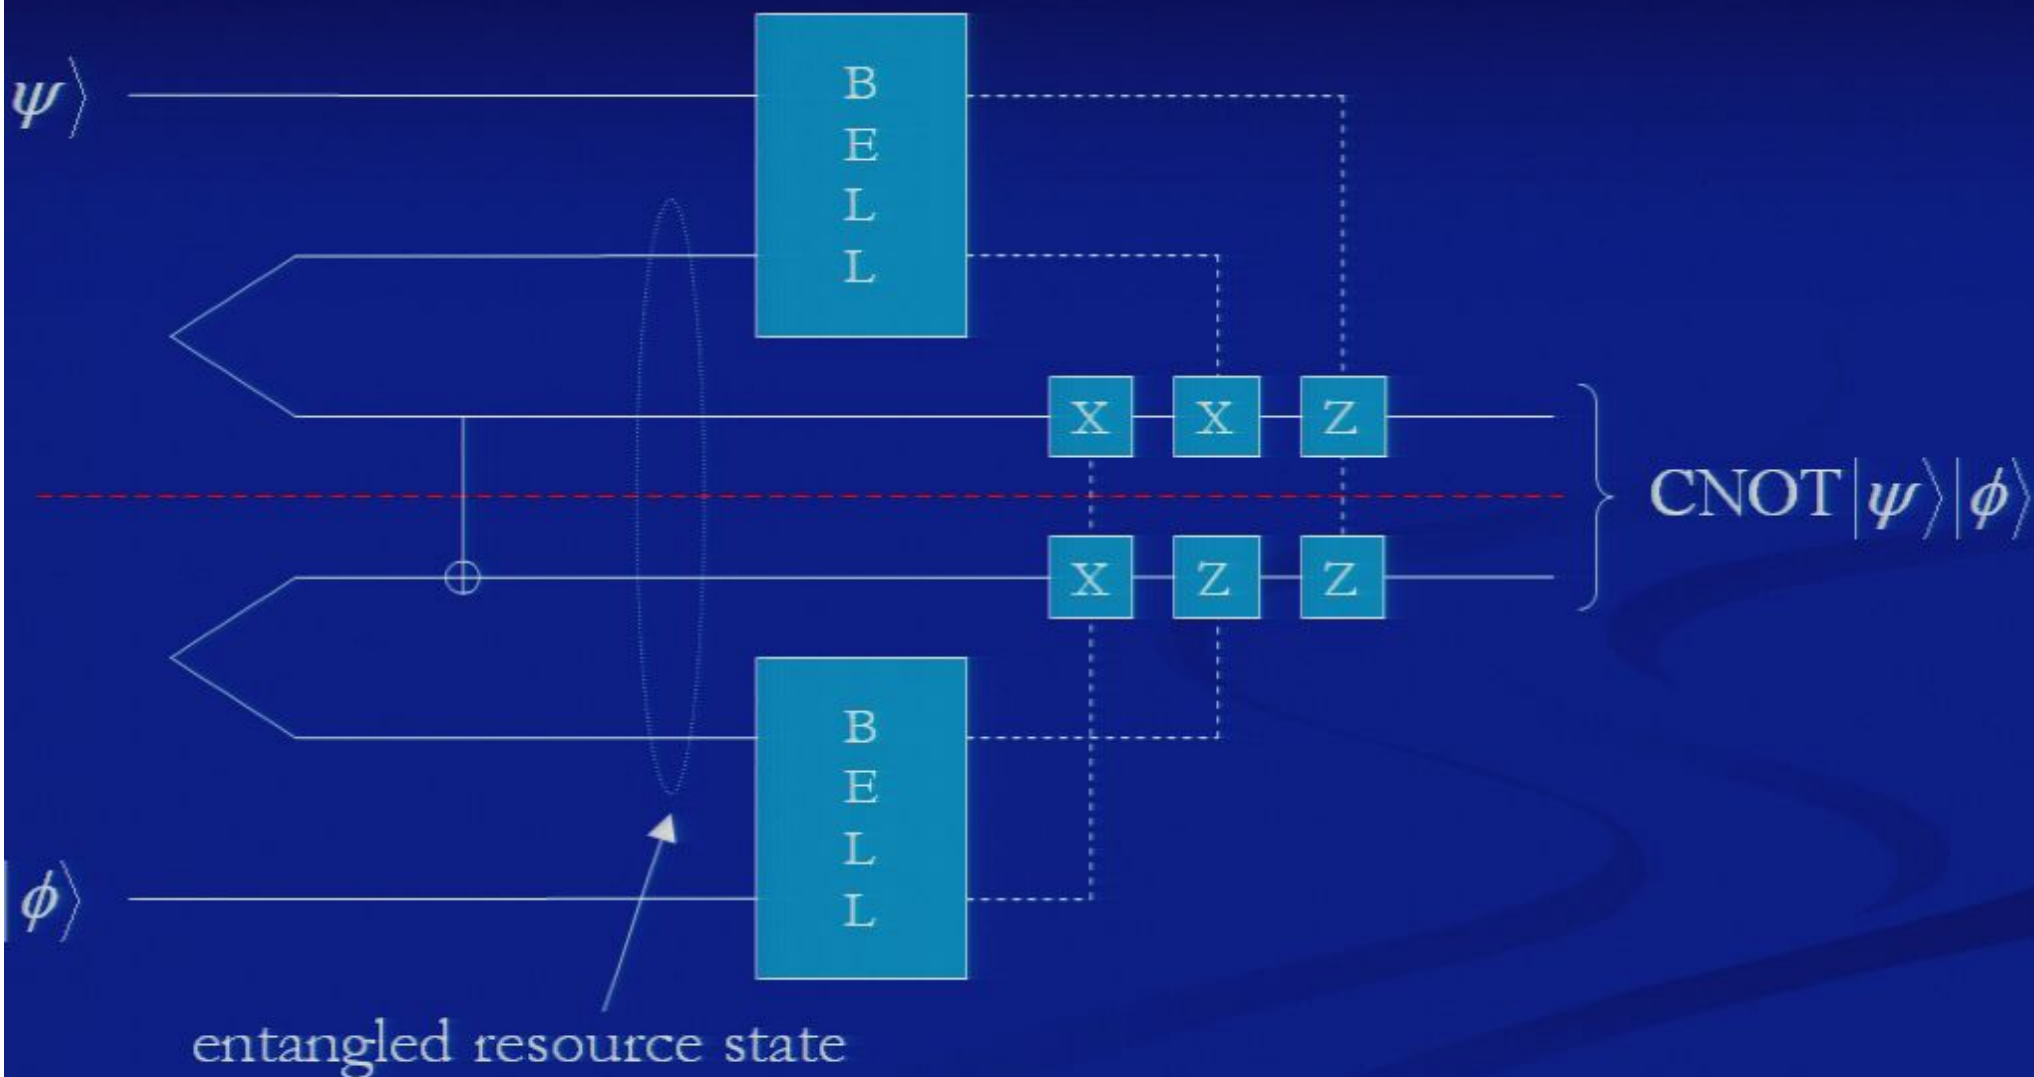 ψ⟩
B
E
L
L
X X Z
CNOT|ψ⟩|ϕ⟩
X Z Z
B
E
L
L
|ϕ⟩
entangled resource state